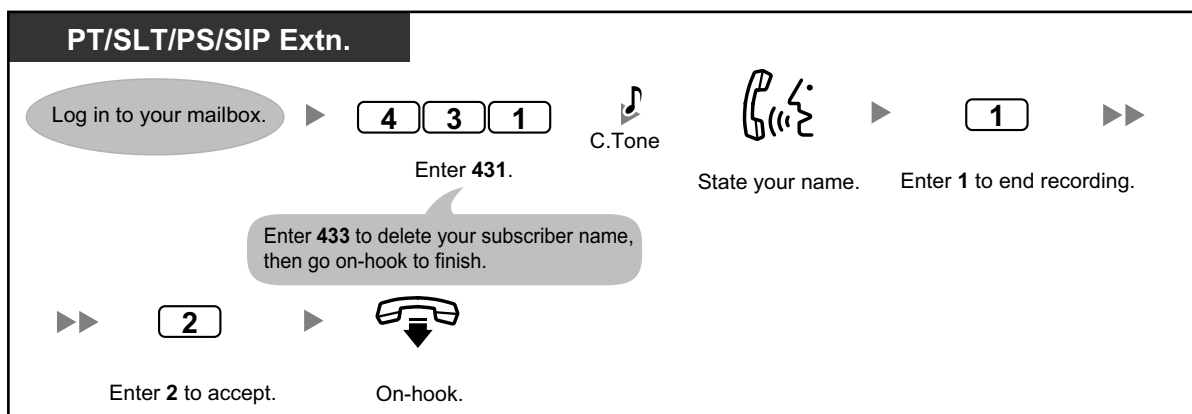 PT/SLT/PS/SIP Extn.
Log in to your mailbox.
4 3 1
C.Tone
1
Enter 431.
State your name.
Enter 1 to end recording.
Enter 433 to delete your subscriber name,
then go on-hook to finish.
2
Enter 2 to accept.
On-hook.